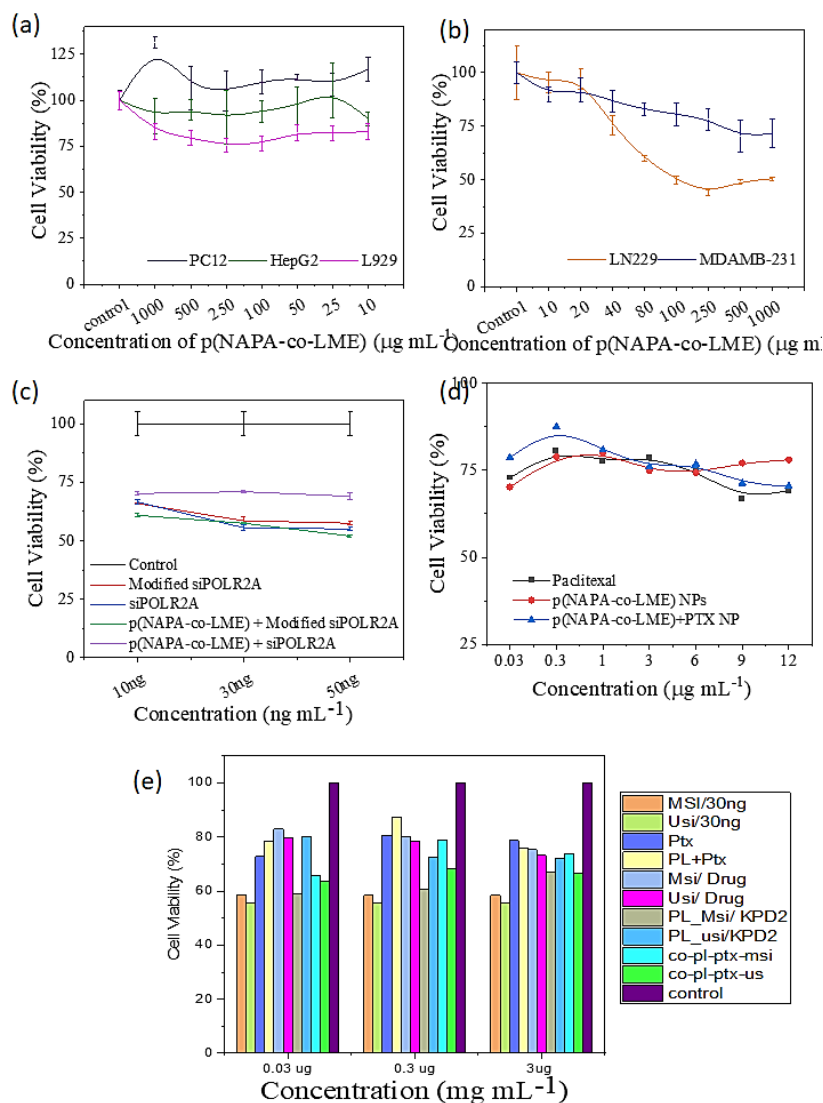 (a)
125
100
75
50
25
0
Cell Viability (%)
PC12 HepG2 L929
control 1000 500 250 100 50 25 10
Concentration of p(NAPA-co-LME) (µg mL-1)
(b)
125
100
75
50
25
0
Cell Viability (%)
LN229 MDAMB-231
Control 10 20 40 80 100 250 500 1000
Concentration of p(NAPA-co-LME) (µg mL
(c)
100
75
50
25
0
Cell Viability (%)
Control
Modified siPOLR2A
siPOLR2A
p(NAPA-co-LME) + Modified siPOLR2A
p(NAPA-co-LME) + siPOLR2A
10ng 30ng 50ng
Concentration (ng mL-1)
(d)
100
75
50
25
Cell Viability (%)
Paclitexal
p(NAPA-co-LME) NPs
p(NAPA-co-LME)+PTX NP
0.03 0.3 1 3 6 9 12
Concentration (µg mL-1)
(e)
100
80
60
40
20
0
Cell Viability (%)
0.03 ug 0.3 ug 3ug
Concentration (mg mL-1)
MSI/30ng
Usi/30ng
Ptx
PL+Ptx
Msi/ Drug
Usi/ Drug
PL_Msi/ KPD2
PL_usi/KPD2
co-pl-ptx-msi
co-pl-ptx-us
control